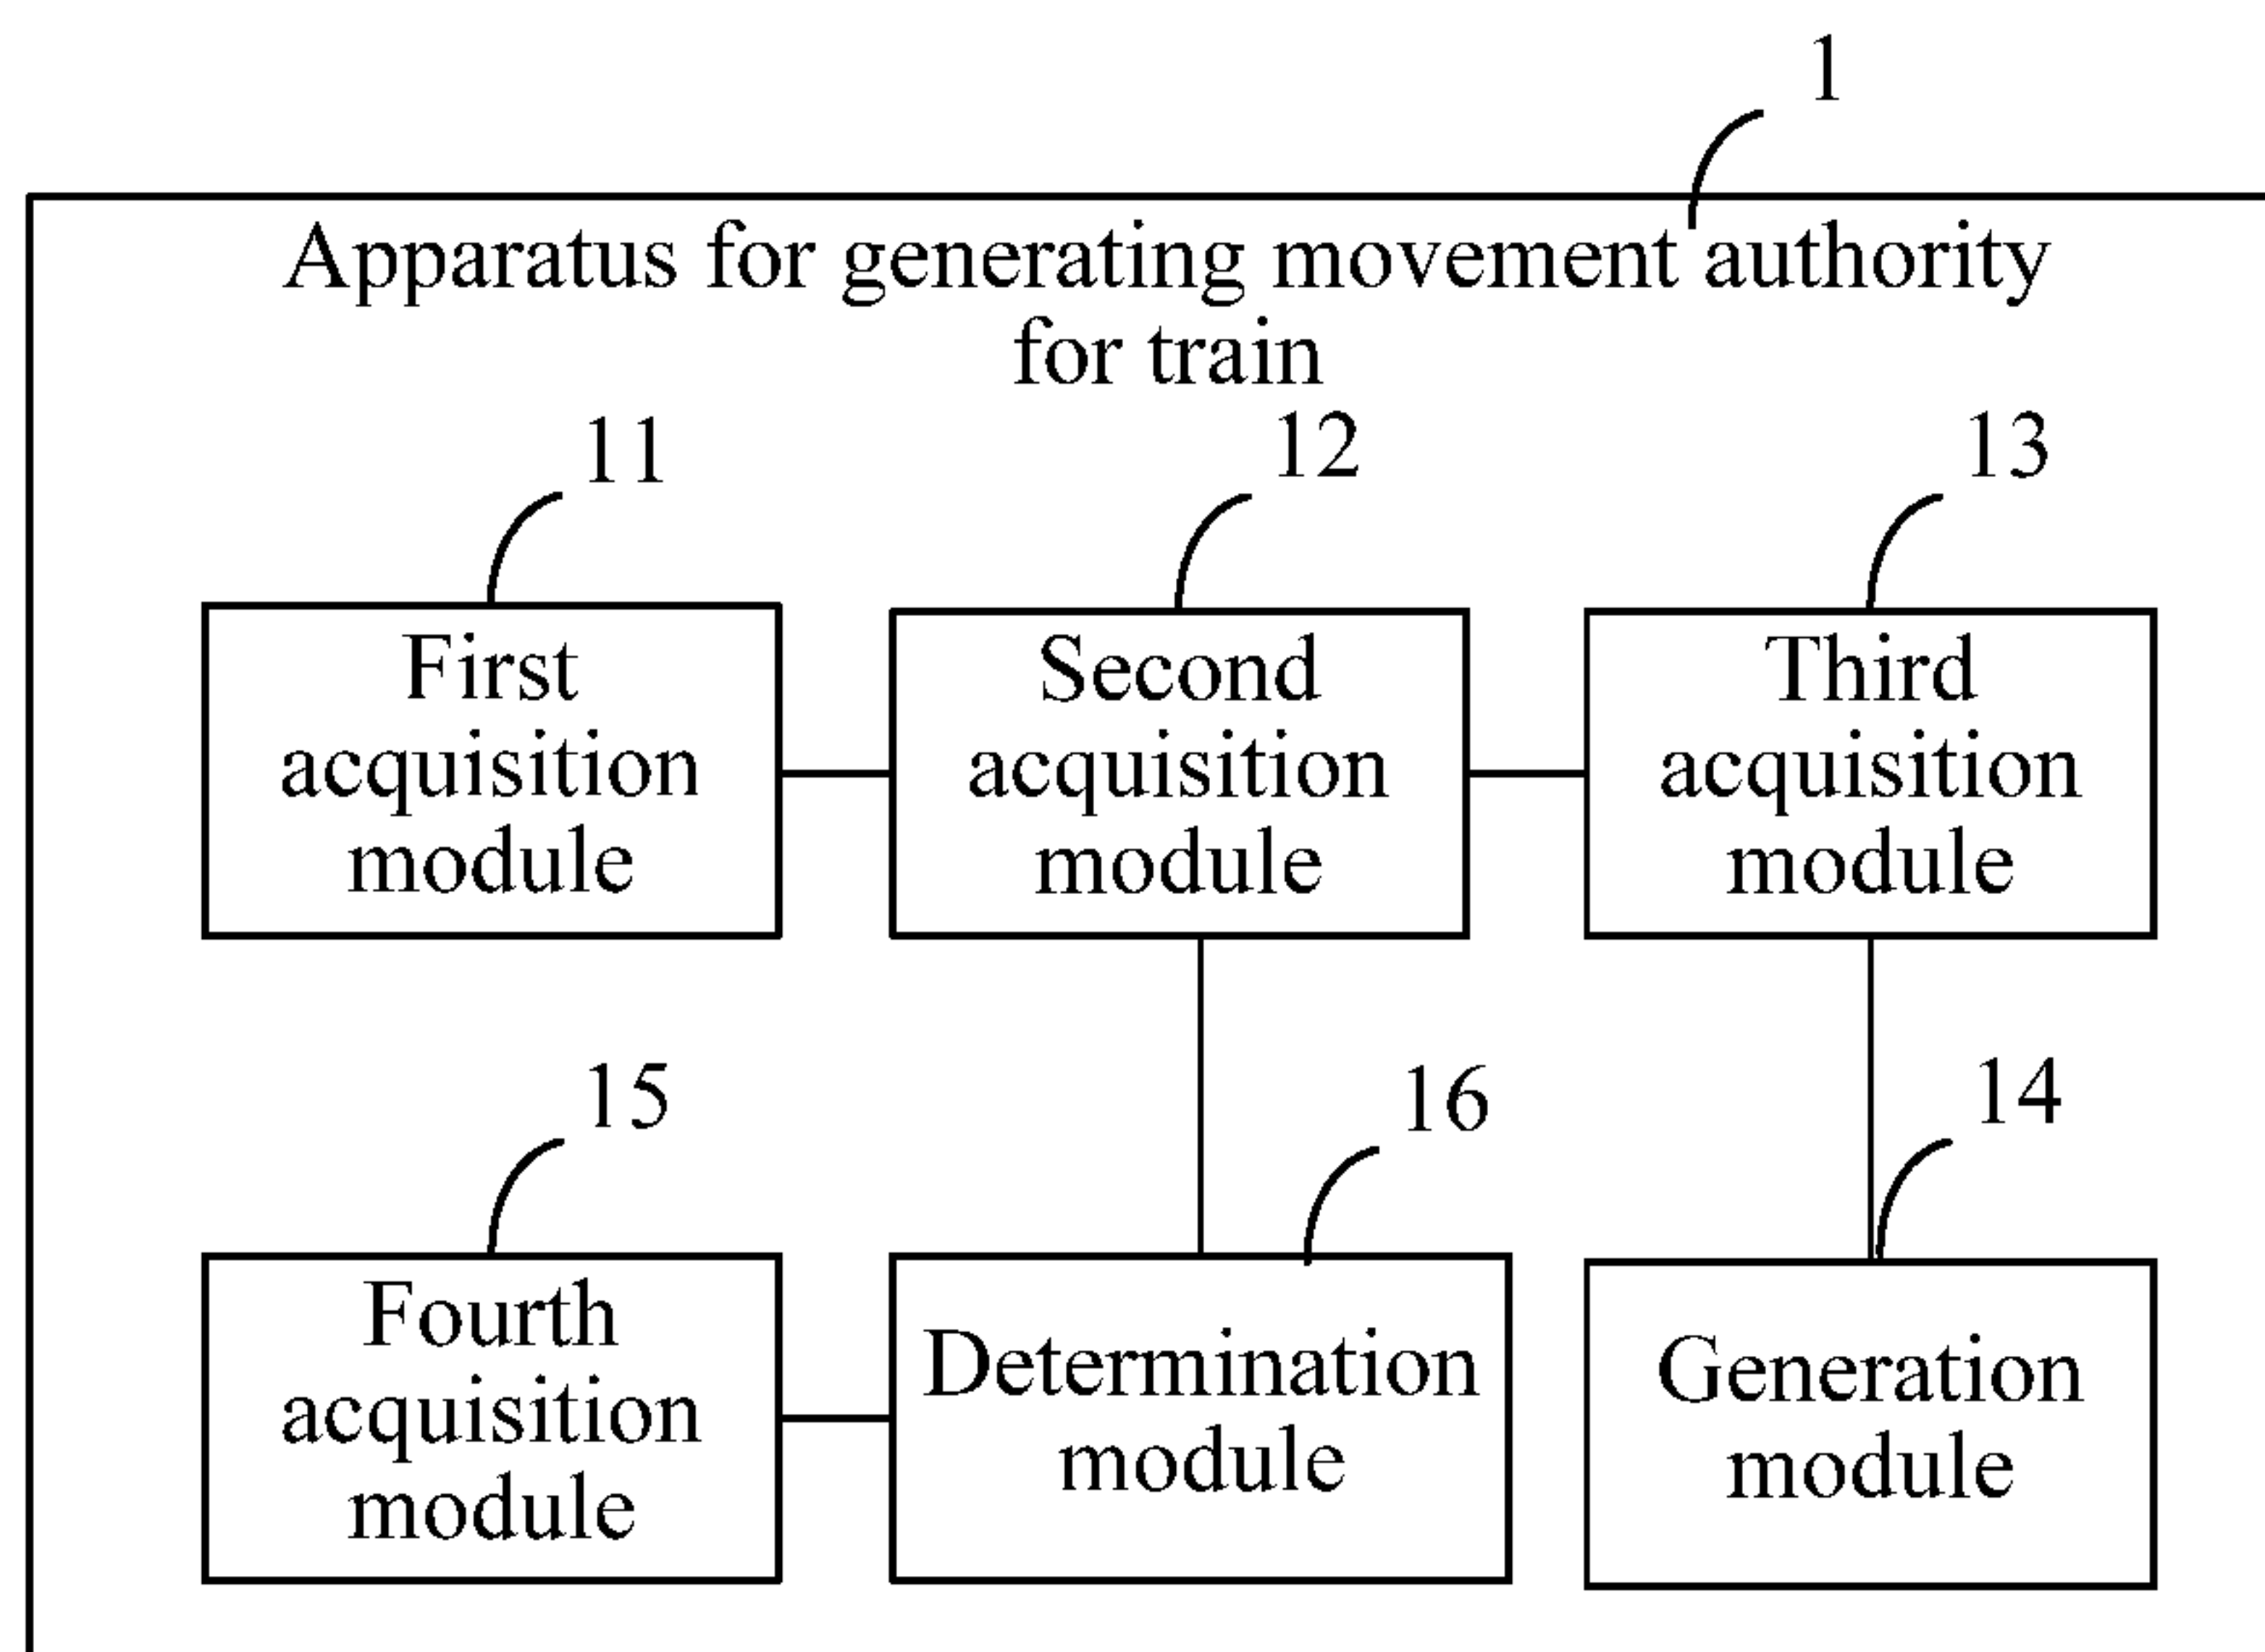 1
Apparatus for generating movement authority
for train
11
12
13
First
acquisition
module
Second
acquisition
module
Third
acquisition
module
15
16
14
Fourth
acquisition
module
Determination
module
Generation
module